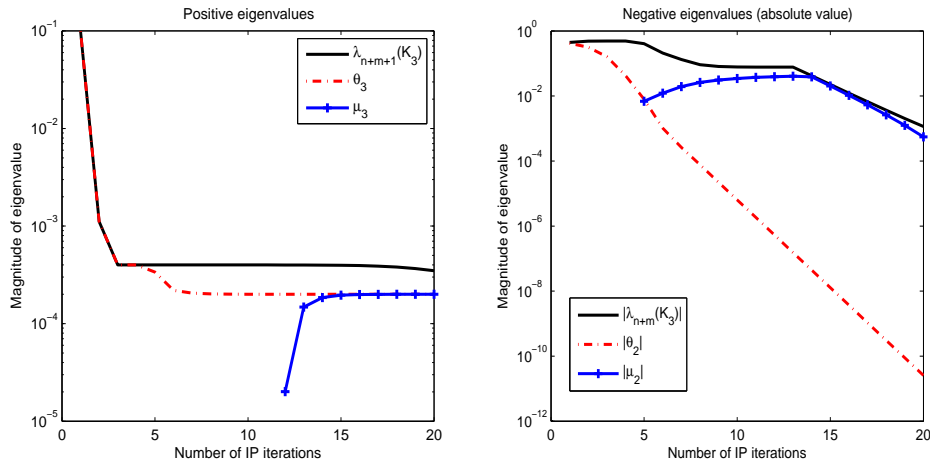 Positive eigenvalues
Magnitude of eigenvalue
10^-1
10^-2
10^-3
10^-4
10^-5
0 5 10 15 20
Number of IP iterations
λ_{n+m+1}(K_3)
θ_3
μ_3
Negative eigenvalues (absolute value)
Magnitude of eigenvalue
10^0
10^-2
10^-4
10^-6
10^-8
10^-10
10^-12
0 5 10 15 20
Number of IP iterations
|λ_{n+m}(K_3)|
|θ_2|
|μ_2|